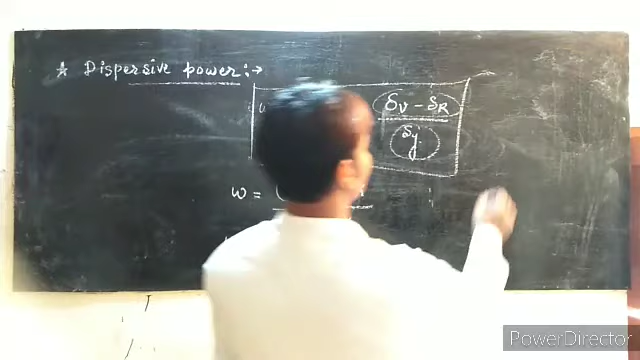 ★ Dispersive power :→
δV - δR
δy
ω =
PowerDirector